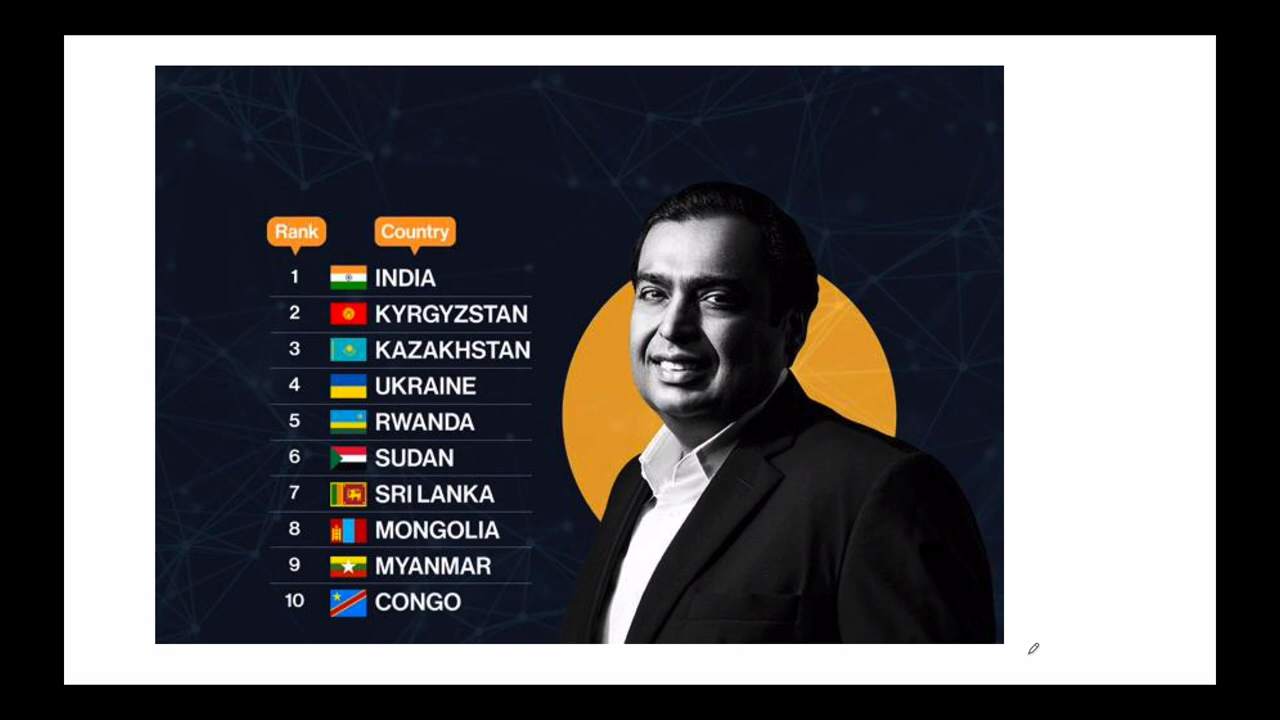 Rank Country
1 INDIA
2 KYRGYZSTAN
3 KAZAKHSTAN
4 UKRAINE
5 RWANDA
6 SUDAN
7 SRI LANKA
8 MONGOLIA
9 MYANMAR
10 CONGO